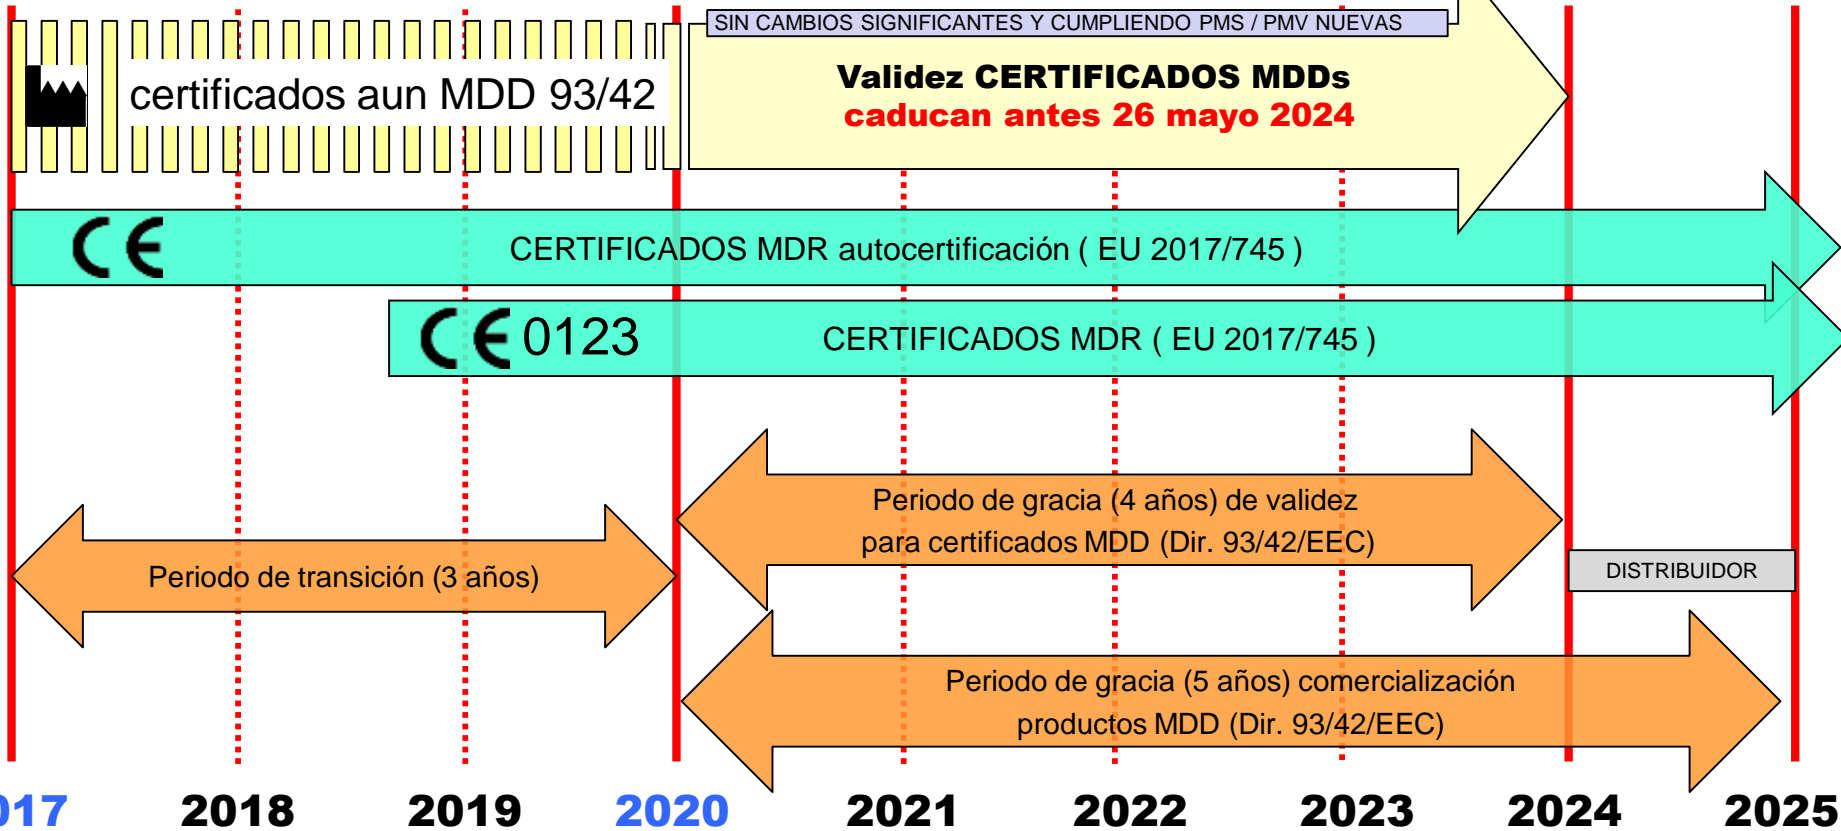 SIN CAMBIOS SIGNIFICANTES Y CUMPLIENDO PMS / PMV NUEVAS
certificados aun MDD 93/42
Validez CERTIFICADOS MDDs
caducan antes 26 mayo 2024
CE
CERTIFICADOS MDR autocertificación ( EU 2017/745 )
CE 0123
CERTIFICADOS MDR ( EU 2017/745 )
Periodo de gracia (4 años) de validez
para certificados MDD (Dir. 93/42/EEC)
Periodo de transición (3 años)
DISTRIBUIDOR
Periodo de gracia (5 años) comercialización
productos MDD (Dir. 93/42/EEC)
017 2018 2019 2020 2021 2022 2023 2024 2025